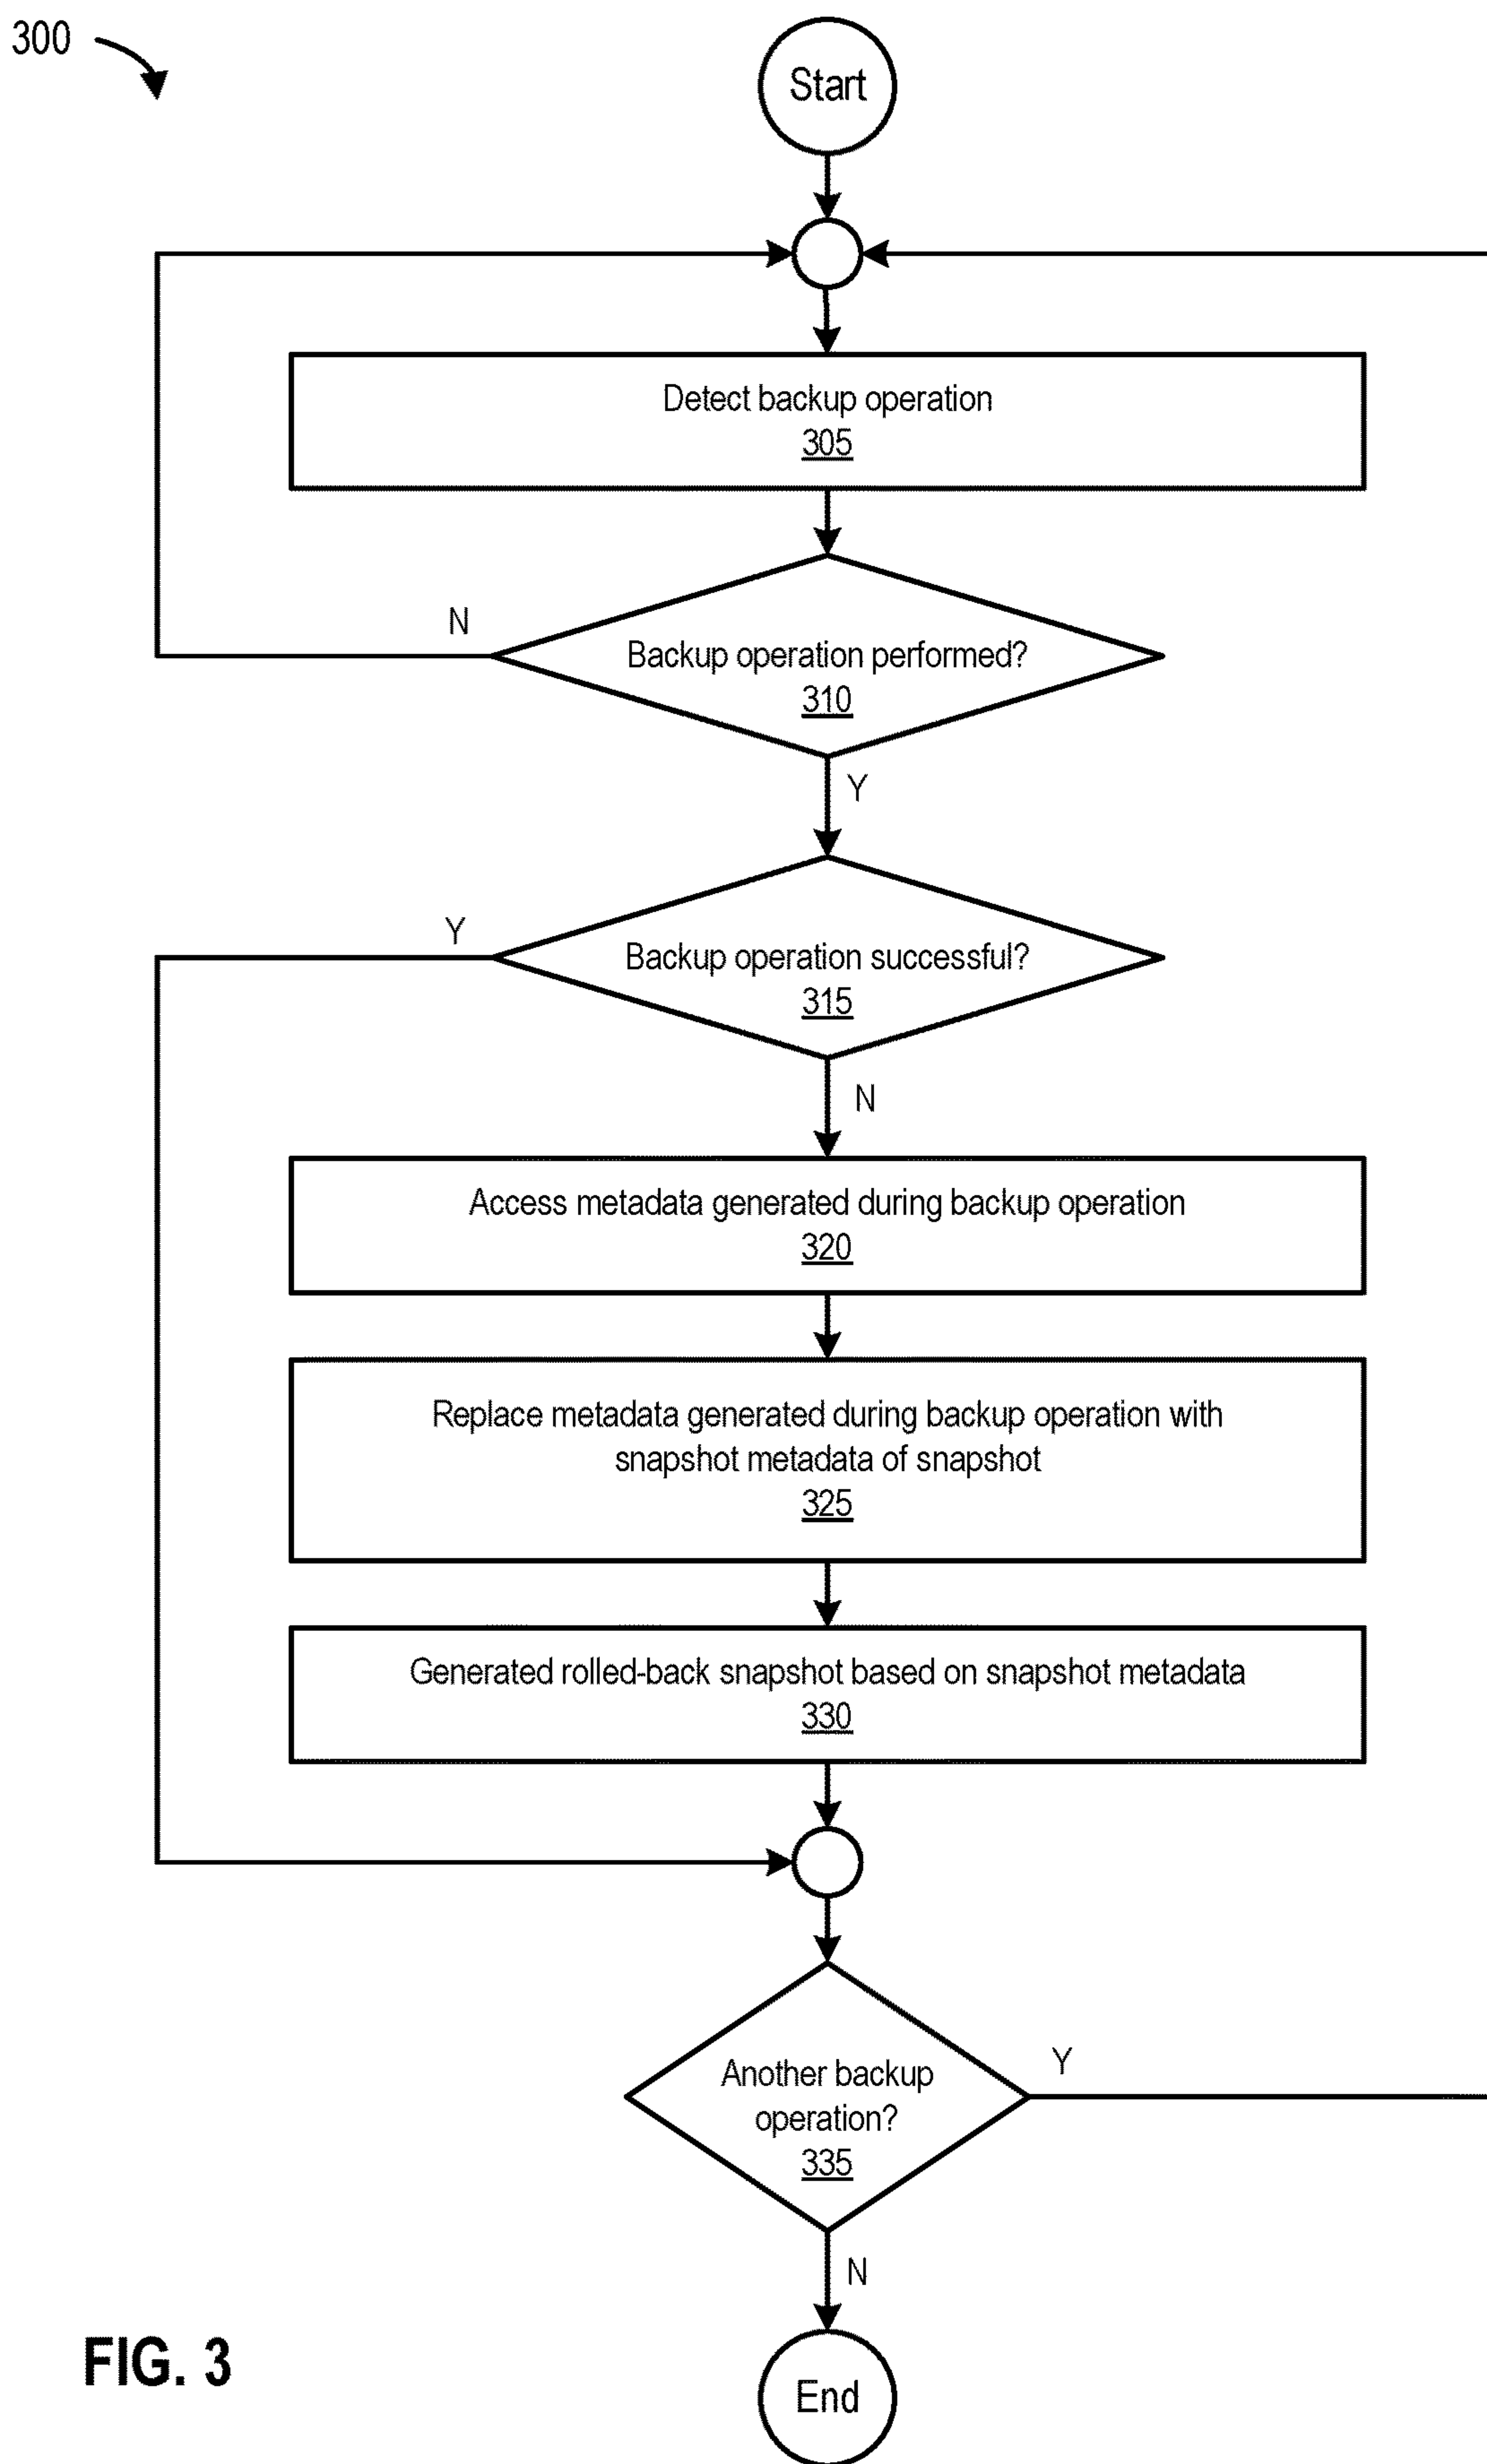 300
Start
Detect backup operation
305
N
Backup operation performed?
310
Y
Y
Backup operation successful?
315
N
Access metadata generated during backup operation
320
Replace metadata generated during backup operation with
snapshot metadata of snapshot
325
Generated rolled-back snapshot based on snapshot metadata
330
Y
Another backup
operation?
335
N
FIG. 3
End